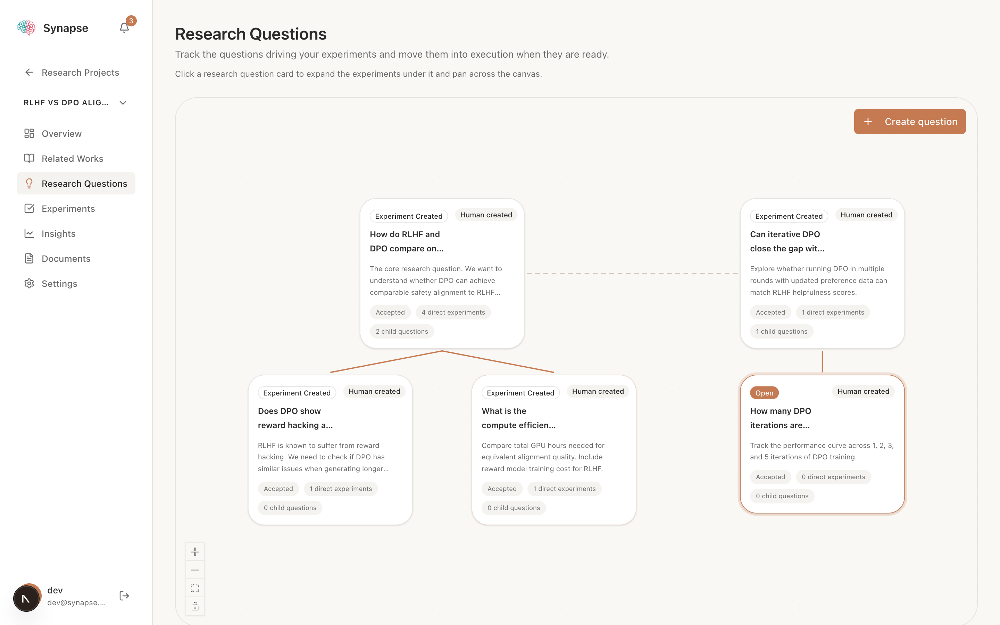 Synapse
3
Research Projects
RLHF VS DPO ALIG...
Overview
Related Works
Research Questions
Experiments
Insights
Documents
Settings
dev
dev@synapse....
Research Questions
Track the questions driving your experiments and move them into execution when they are ready.
Click a research question card to expand the experiments under it and pan across the canvas.
Create question
Experiment Created
Human created
How do RLHF and
DPO compare on...
The core research question. We want to
understand whether DPO can achieve
comparable safety alignment to RLHF...
Accepted
4 direct experiments
2 child questions
Experiment Created
Human created
Can iterative DPO
close the gap wit...
Explore whether running DPO in multiple
rounds with updated preference data can
match RLHF helpfulness scores.
Accepted
1 direct experiments
1 child questions
Experiment Created
Human created
Does DPO show
reward hacking a...
RLHF is known to suffer from reward
hacking. We need to check if DPO has
similar issues when generating longer...
Accepted
1 direct experiments
0 child questions
Experiment Created
Human created
What is the
compute efficien...
Compare total GPU hours needed for
equivalent alignment quality. Include
reward model training cost for RLHF.
Accepted
1 direct experiments
0 child questions
Open
Human created
How many DPO
iterations are...
Track the performance curve across 1, 2, 3,
and 5 iterations of DPO training.
Accepted
0 direct experiments
0 child questions